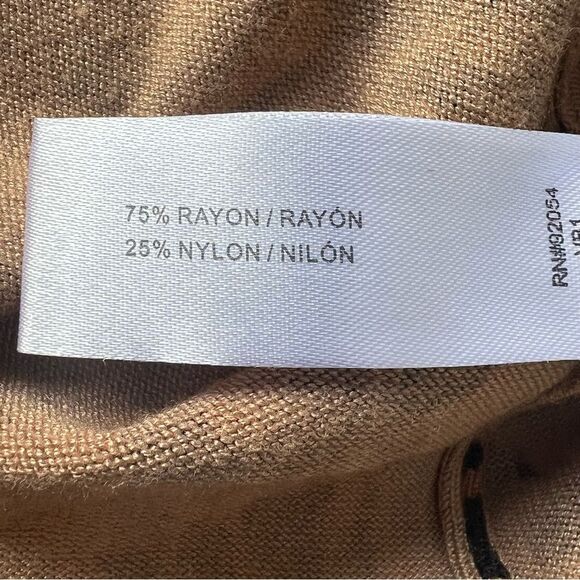 75% RAYON / RAYÓN
25% NYLON / NILÓN
RN#92054